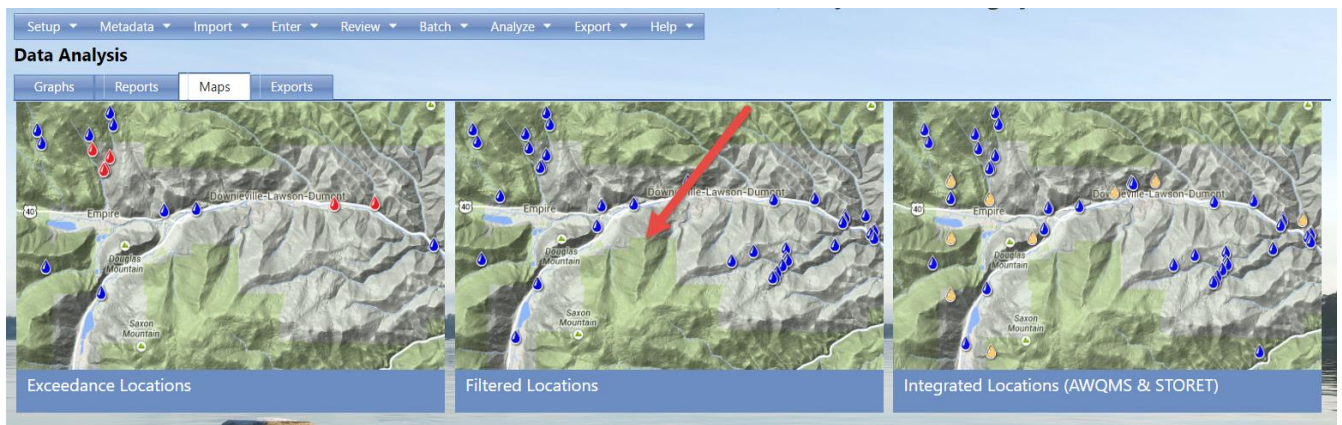 Setup Metadata Import Enter Review Batch Analyze Export Help
Data Analysis
Graphs Reports Maps Exports
Downieville-Lawson-Dumont
40
Empire
Douglas
Mountain
Saxon
Mountain
Exceedance Locations
Downieville-Lawson-Dumont
40
Empire
Douglas
Mountain
Saxon
Mountain
Filtered Locations
Downieville-Lawson-Dumont
40
Empire
Douglas
Mountain
Saxon
Mountain
Integrated Locations (AWQMS & STORET)